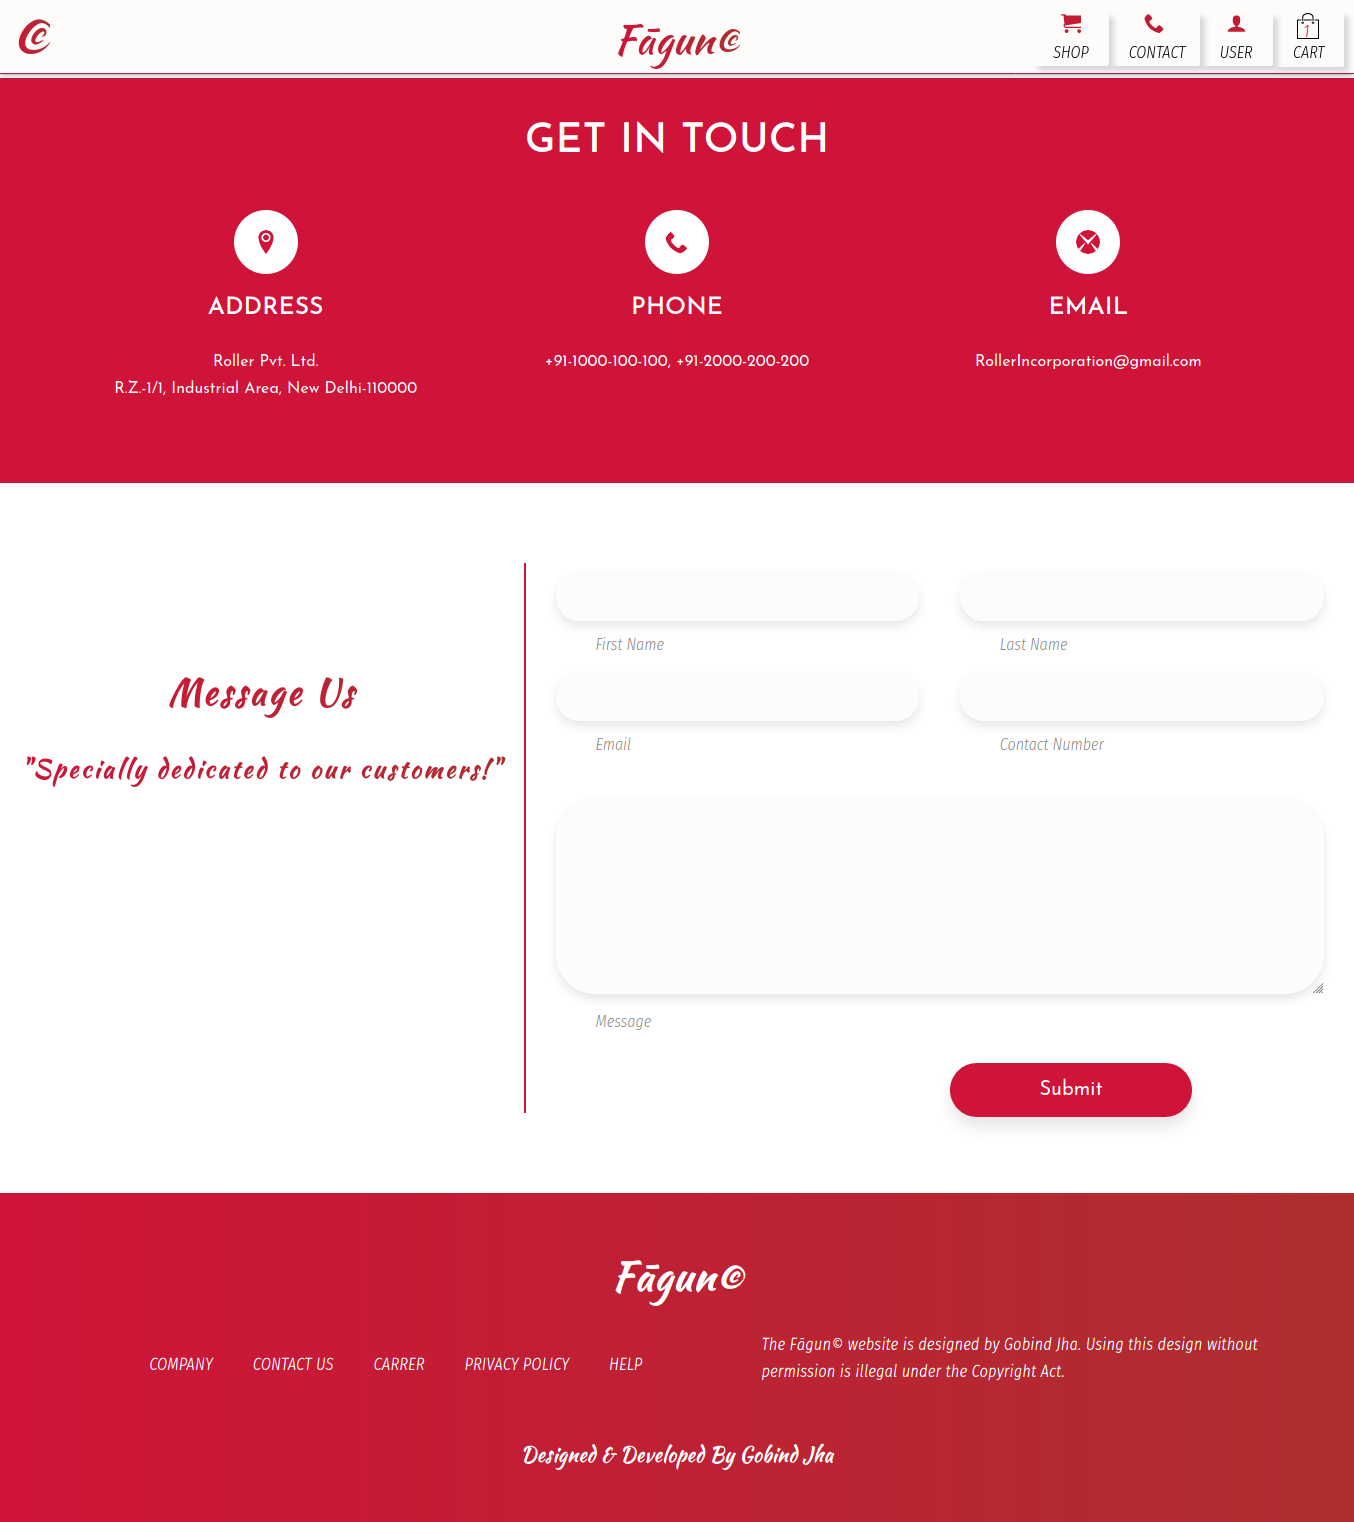 ©
Fāgun©
SHOP
CONTACT
USER
1
CART
GET IN TOUCH
ADDRESS
PHONE
EMAIL
Roller Pvt. Ltd.
R.Z.-1/1, Industrial Area, New Delhi-110000
+91-1000-100-100, +91-2000-200-200
RollerIncorporation@gmail.com
Message Us
"Specially dedicated to our customers!"
First Name
Last Name
Email
Contact Number
Message
Submit
Fāgun©
COMPANY
CONTACT US
CARRER
PRIVACY POLICY
HELP
The Fāgun© website is designed by Gobind Jha. Using this design without
permission is illegal under the Copyright Act.
Designed & Developed By Gobind Jha